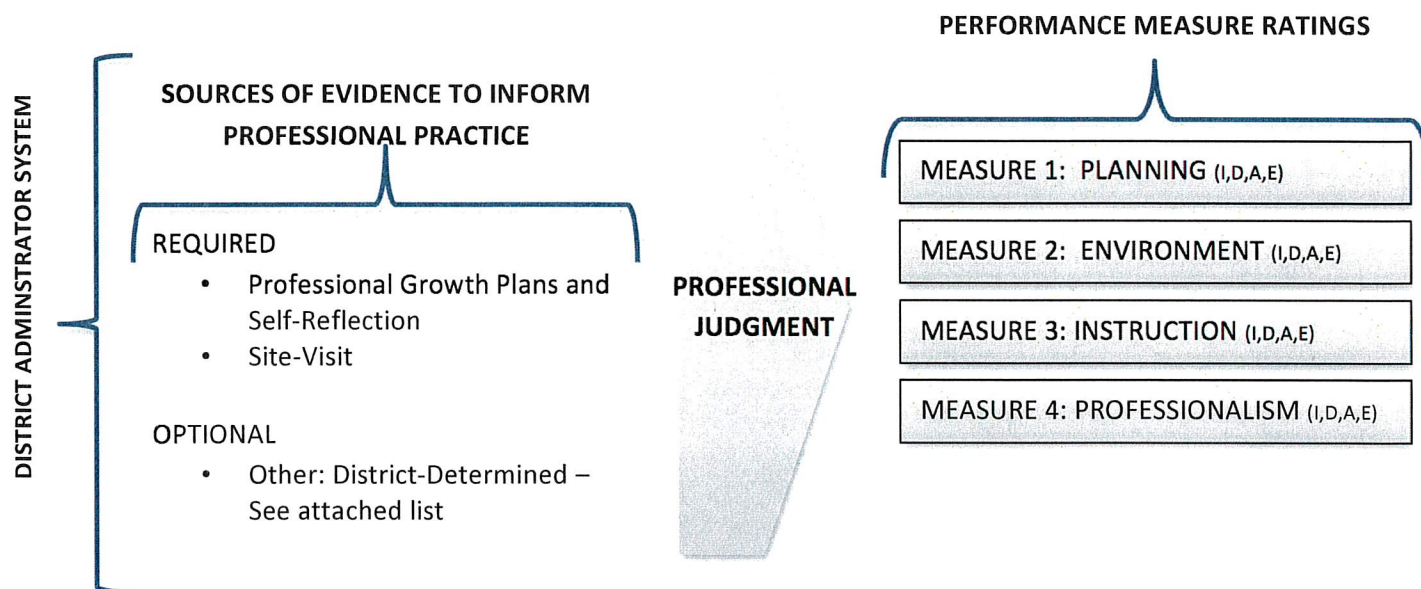 DISTRICT ADMINSTRATOR SYSTEM
SOURCES OF EVIDENCE TO INFORM
PROFESSIONAL PRACTICE
REQUIRED
• Professional Growth Plans and
Self-Reflection
• Site-Visit
OPTIONAL
• Other: District-Determined –
See attached list
PROFESSIONAL
JUDGMENT
PERFORMANCE MEASURE RATINGS
MEASURE 1: PLANNING (I,D,A,E)
MEASURE 2: ENVIRONMENT (I,D,A,E)
MEASURE 3: INSTRUCTION (I,D,A,E)
MEASURE 4: PROFESSIONALISM (I,D,A,E)